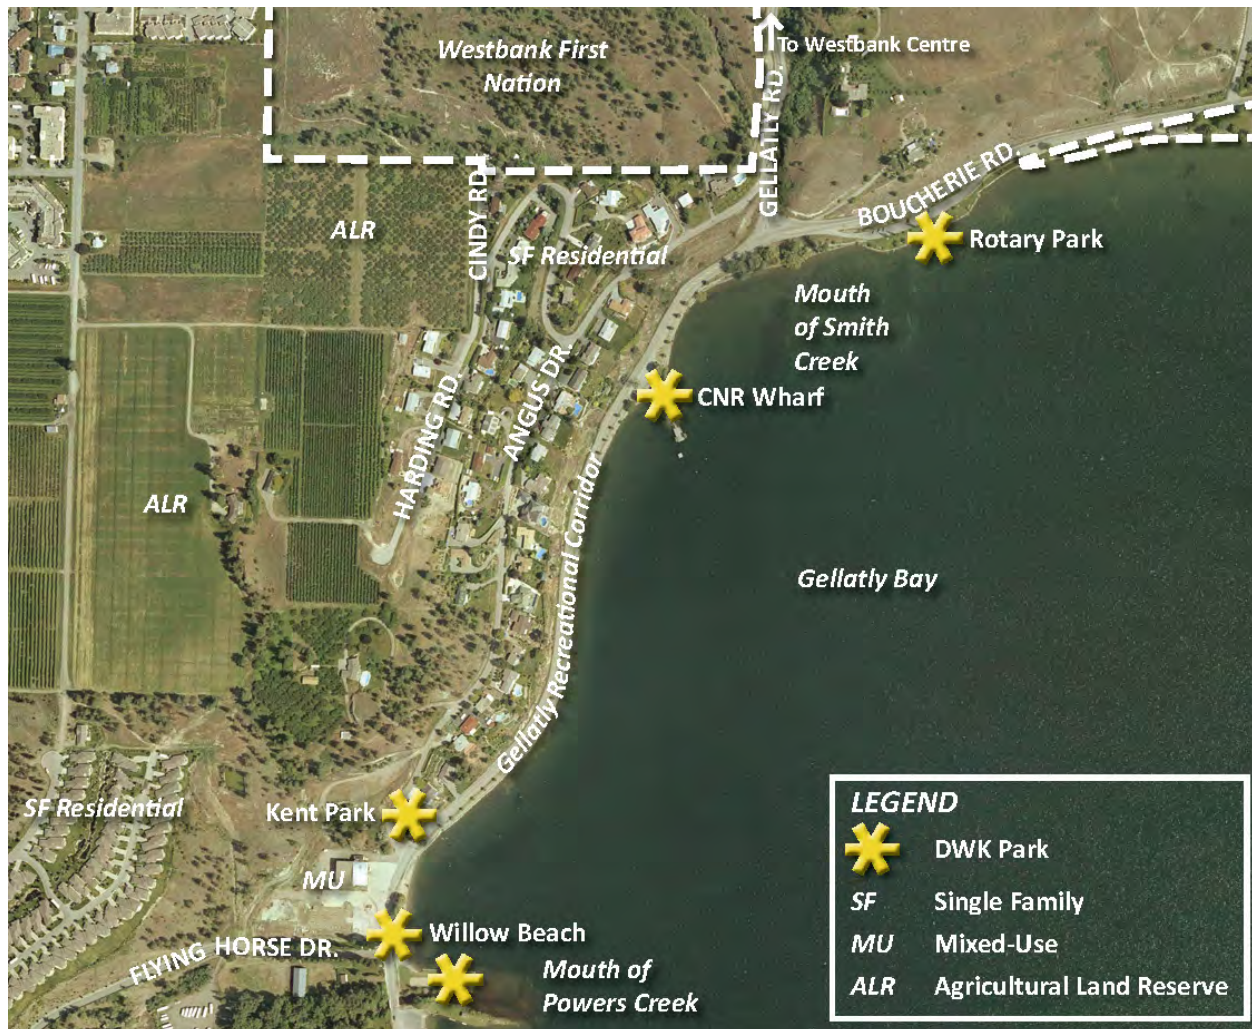 Westbank First
Nation
To Westbank Centre
GELLATLY RD.
BOUCHERIE RD.
CINDY RD.
ALR
SF Residential
Rotary Park
Mouth
of Smith
Creek
CNR Wharf
HARDING RD.
ANGUS DR.
ALR
Gellatly Recreational Corridor
Gellatly Bay
SF Residential
Kent Park
MU
Willow Beach
FLYING HORSE DR.
Mouth of
Powers Creek
LEGEND
DWK Park
SF Single Family
MU Mixed-Use
ALR Agricultural Land Reserve